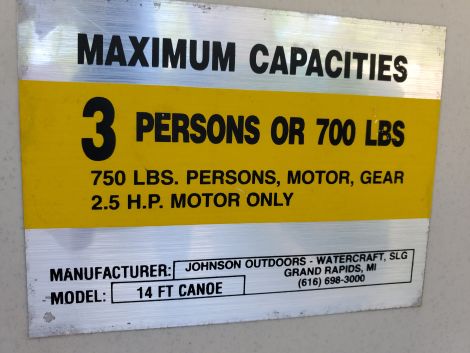 MAXIMUM CAPACITIES
3 PERSONS OR 700 LBS
750 LBS. PERSONS, MOTOR, GEAR
2.5 H.P. MOTOR ONLY
MANUFACTURER: JOHNSON OUTDOORS - WATERCRAFT, SLG
GRAND RAPIDS, MI
(616) 698-3000
MODEL: 14 FT CANOE